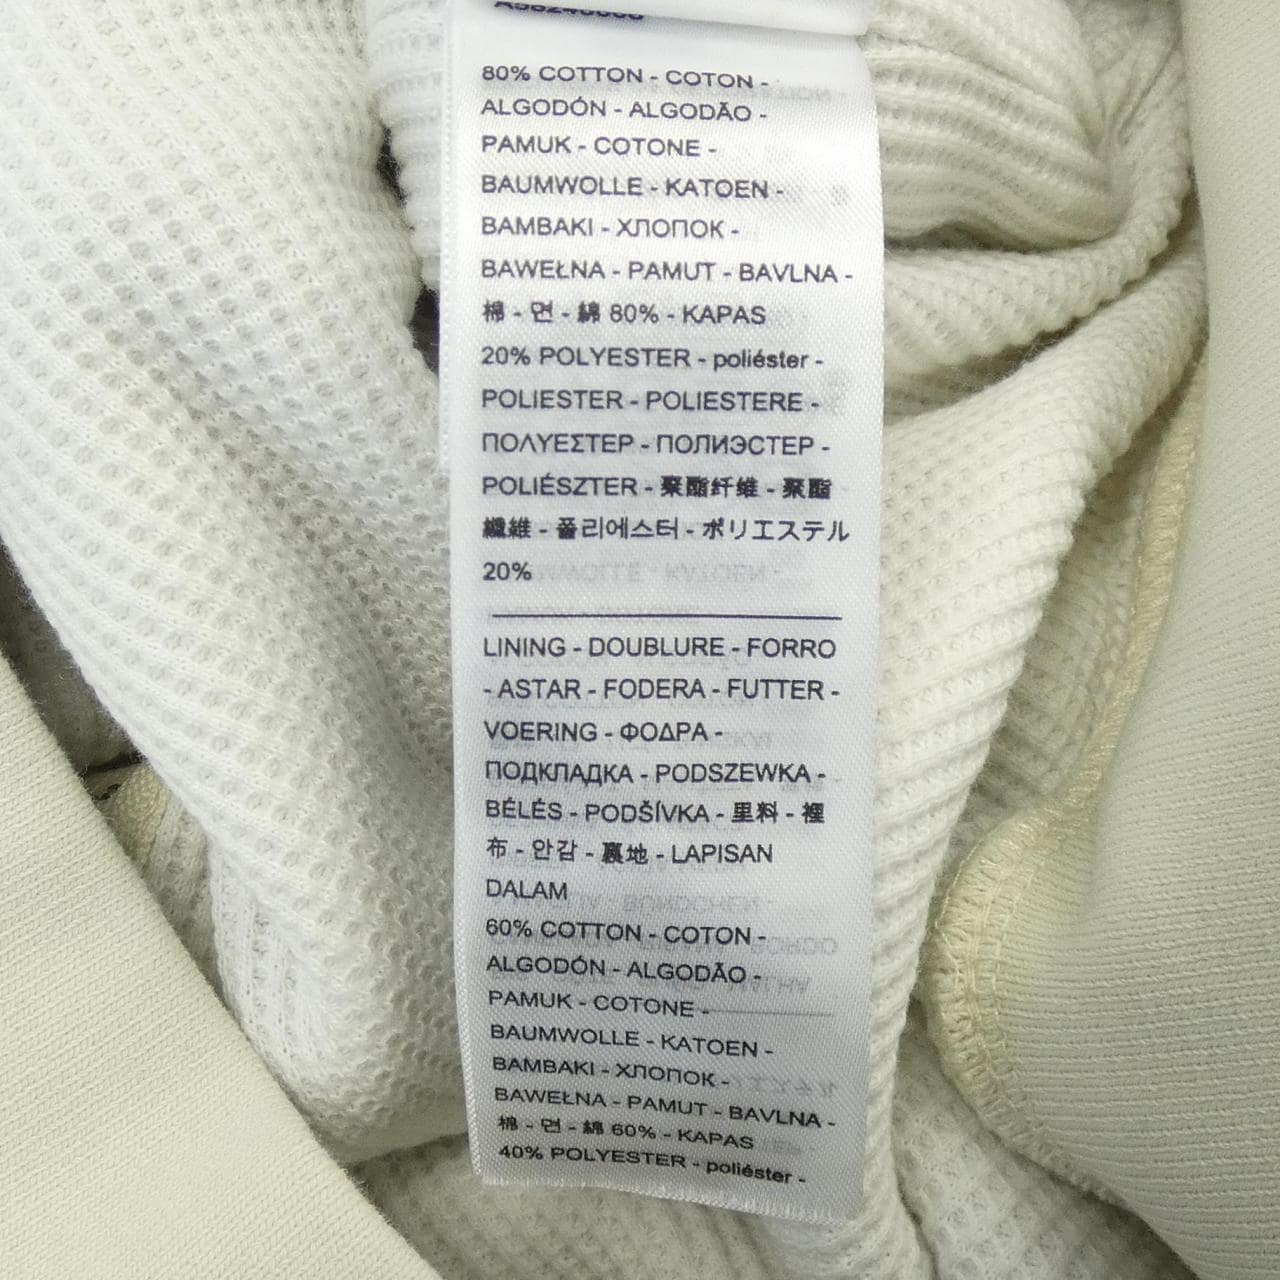 80% COTTON - COTON -
ALGODÓN - ALGODÃO -
PAMUK - COTONE -
BAUMWOLLE - KATOEN -
BAMBAKI - ХЛОПОК -
BAWEŁNA - PAMUT - BAVLNA -
棉 - 면 - 綿 80% - KAPAS
20% POLYESTER - poliéster -
POLIESTER - POLIESTERE -
ΠΟΛΥΕΣΤΕΡ - ПОЛИЭСТЕР -
POLIÉSZTER - 聚酯纤维 - 聚酯
纖維 - 폴리에스터 - ポリエステル
20%
LINING - DOUBLURE - FORRO
- ASTAR - FODERA - FUTTER -
VOERING - ΦΟΔΡΑ -
ПОДКЛАДКА - PODSZEWKA -
BÉLÉS - PODŠÍVKA - 里料 - 裡
布 - 안감 - 裏地 - LAPISAN
DALAM
60% COTTON - COTON -
ALGODÓN - ALGODÃO -
PAMUK - COTONE -
BAUMWOLLE - KATOEN -
BAMBAKI - ХЛОПОК -
BAWEŁNA - PAMUT - BAVLNA -
棉 - 면 - 綿 60% - KAPAS
40% POLYESTER - poliéster -